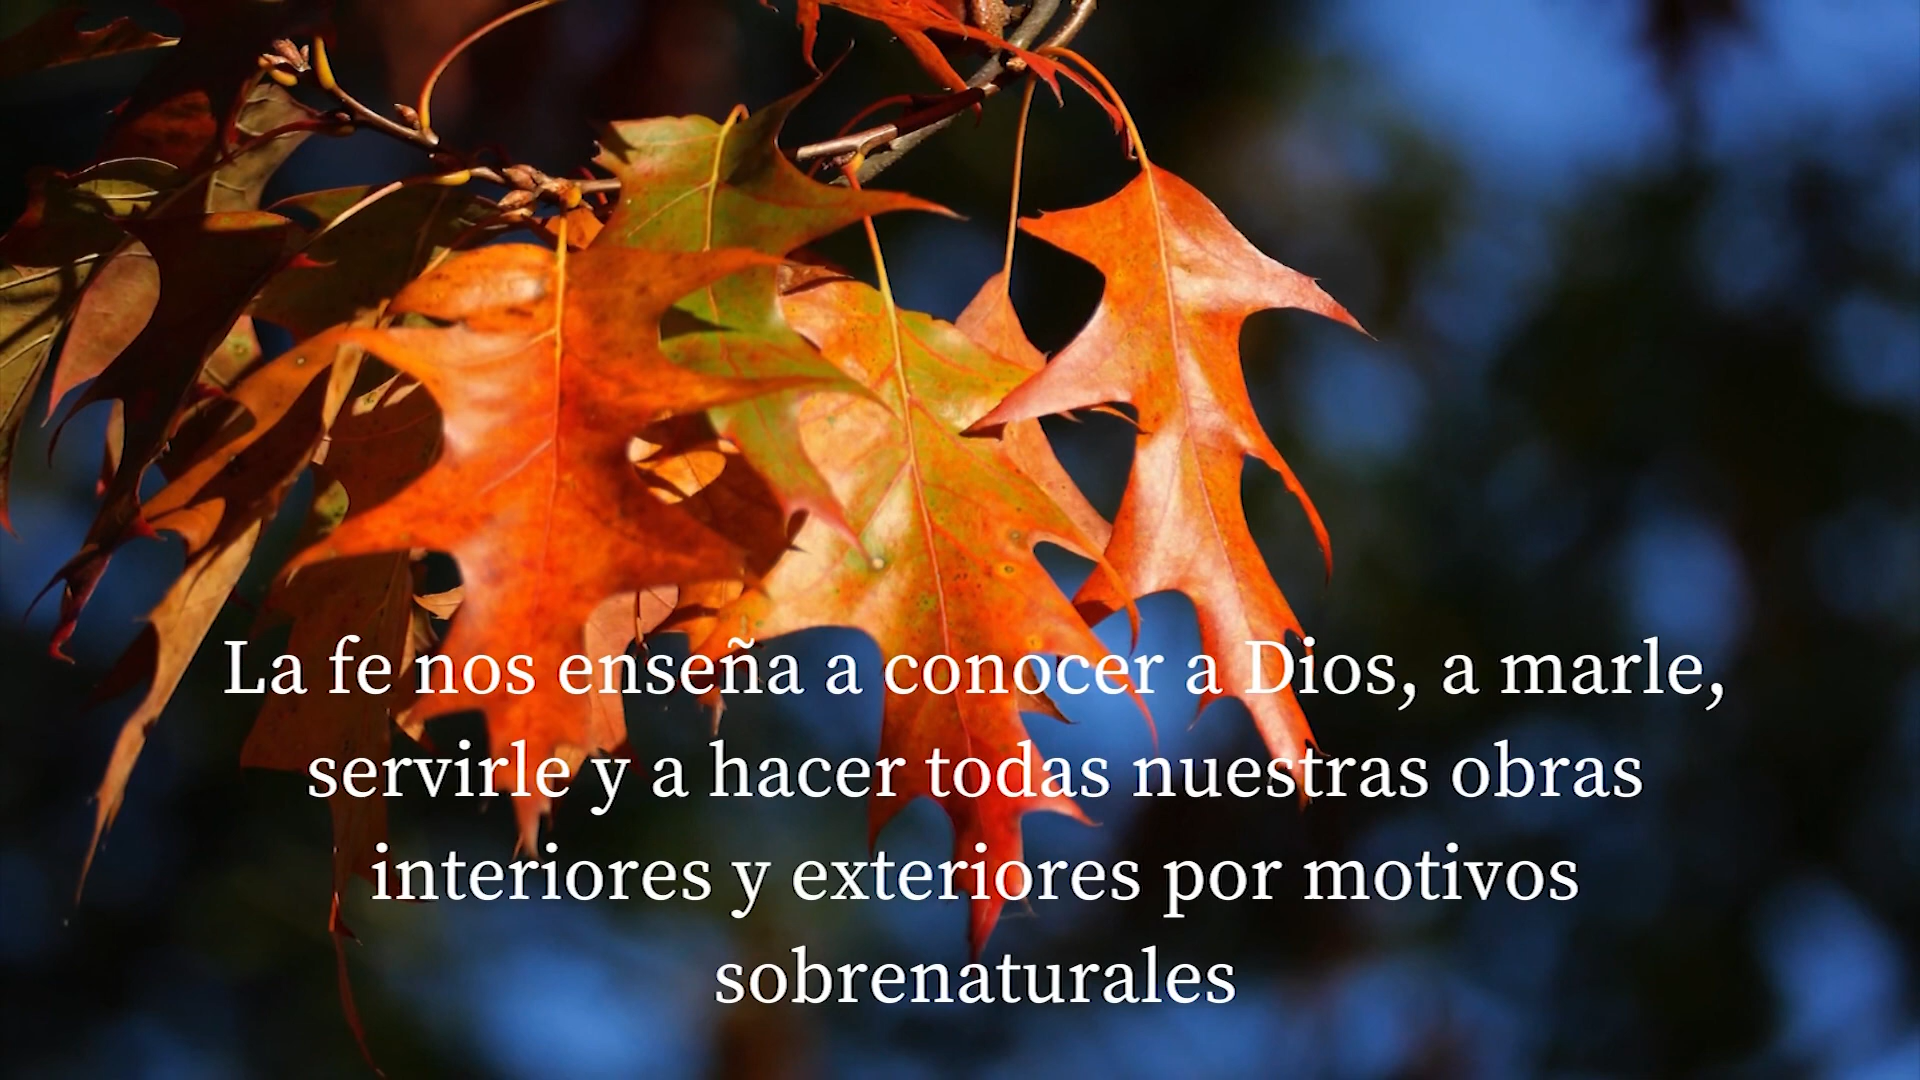 La fe nos enseña a conocer a Dios, a marle,
servirle y a hacer todas nuestras obras
interiores y exteriores por motivos
sobrenaturales